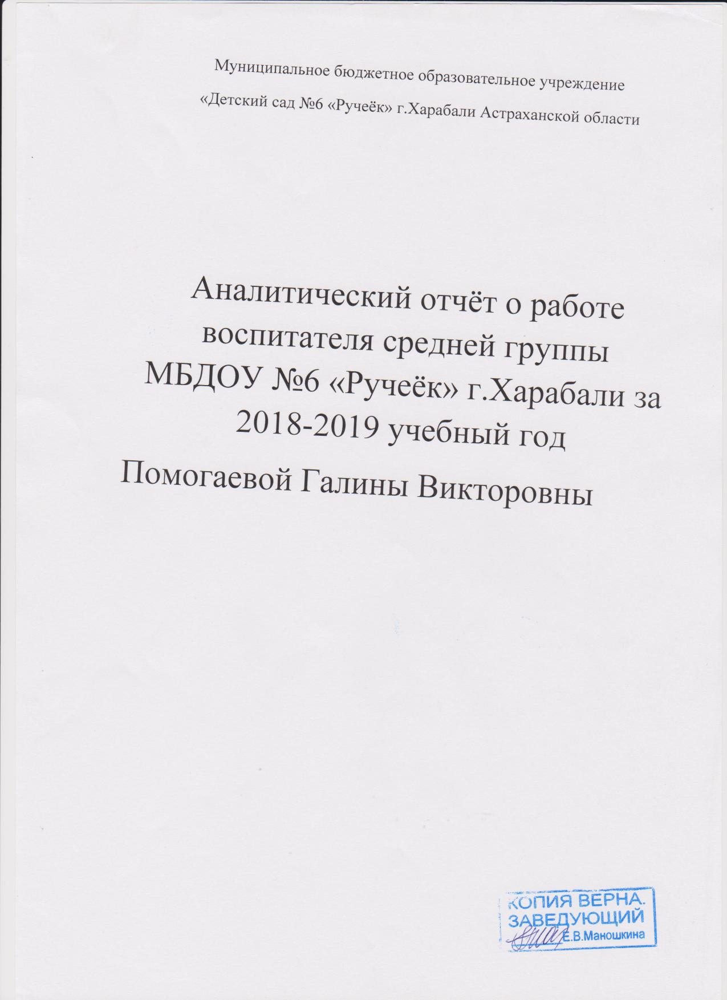 Муниципальное бюджетное образовательное учреждение
«Детский сад №6 «Ручеёк» г.Харабали Астраханской области
Аналитический отчёт о работе
воспитателя средней группы
МБДОУ №6 «Ручеёк» г.Харабали за
2018-2019 учебный год
Помогаевой Галины Викторовны
КОПИЯ ВЕРНА.
ЗАВЕДУЮЩИЙ
Е.В.Маношкина